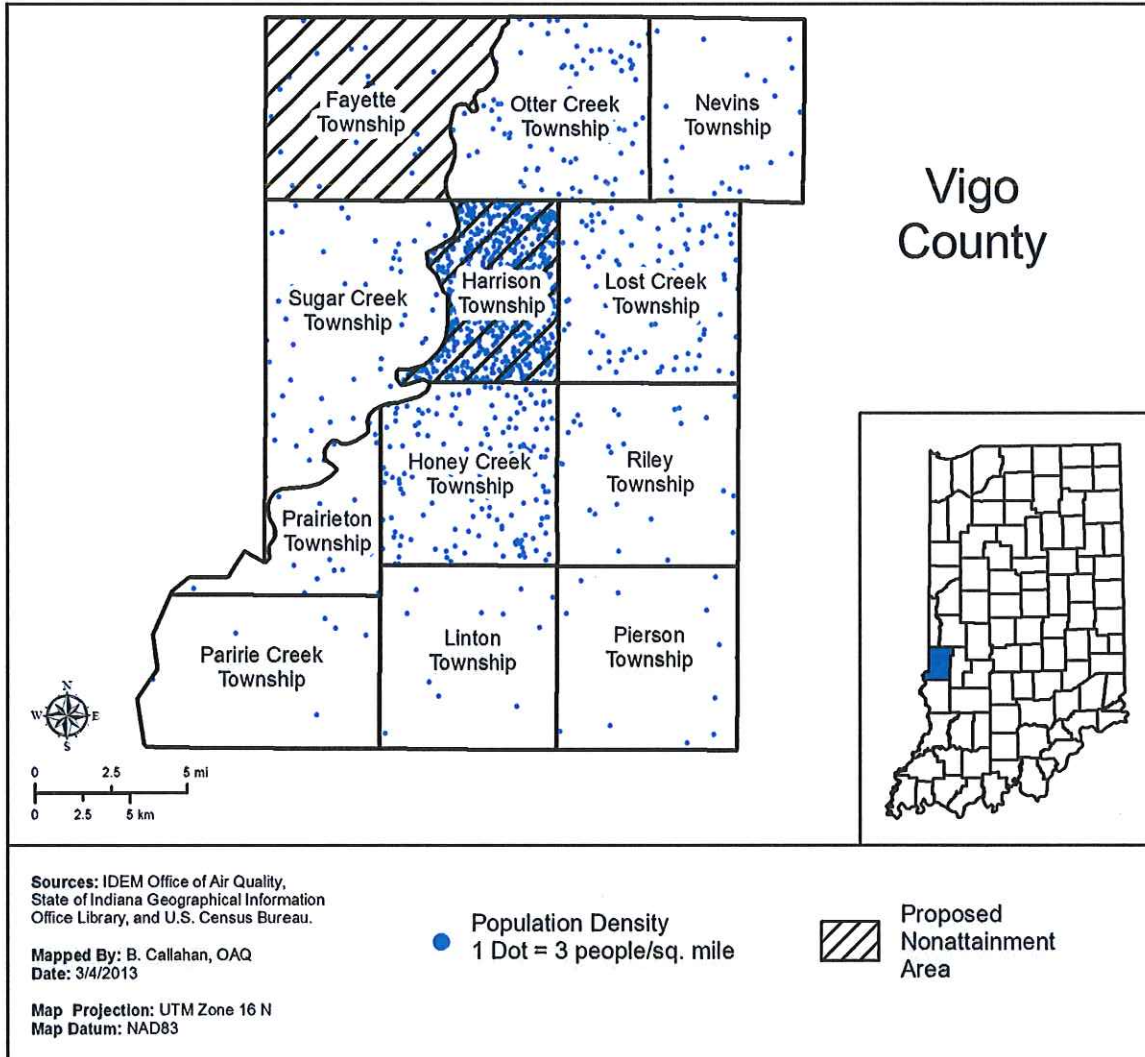 Fayette
Township
Otter Creek
Township
Nevins
Township
Vigo
County
Sugar Creek
Township
Harrison
Township
Lost Creek
Township
Honey Creek
Township
Riley
Township
Prairieton
Township
Paririe Creek
Township
Linton
Township
Pierson
Township
N
W E
S
0 2.5 5 mi
0 2.5 5 km
Sources: IDEM Office of Air Quality,
State of Indiana Geographical Information
Office Library, and U.S. Census Bureau.
Mapped By: B. Callahan, OAQ
Date: 3/4/2013
Map Projection: UTM Zone 16 N
Map Datum: NAD83
Population Density
1 Dot = 3 people/sq. mile
Proposed
Nonattainment
Area